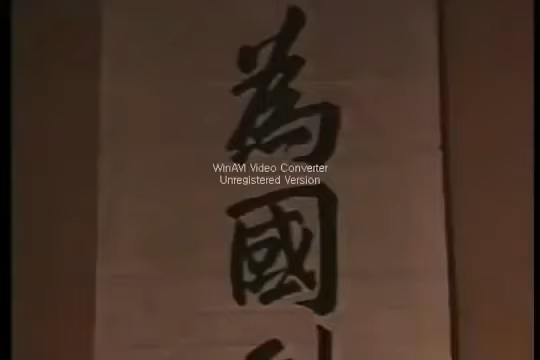 為
國
WinAVI Video Converter
Unregistered Version